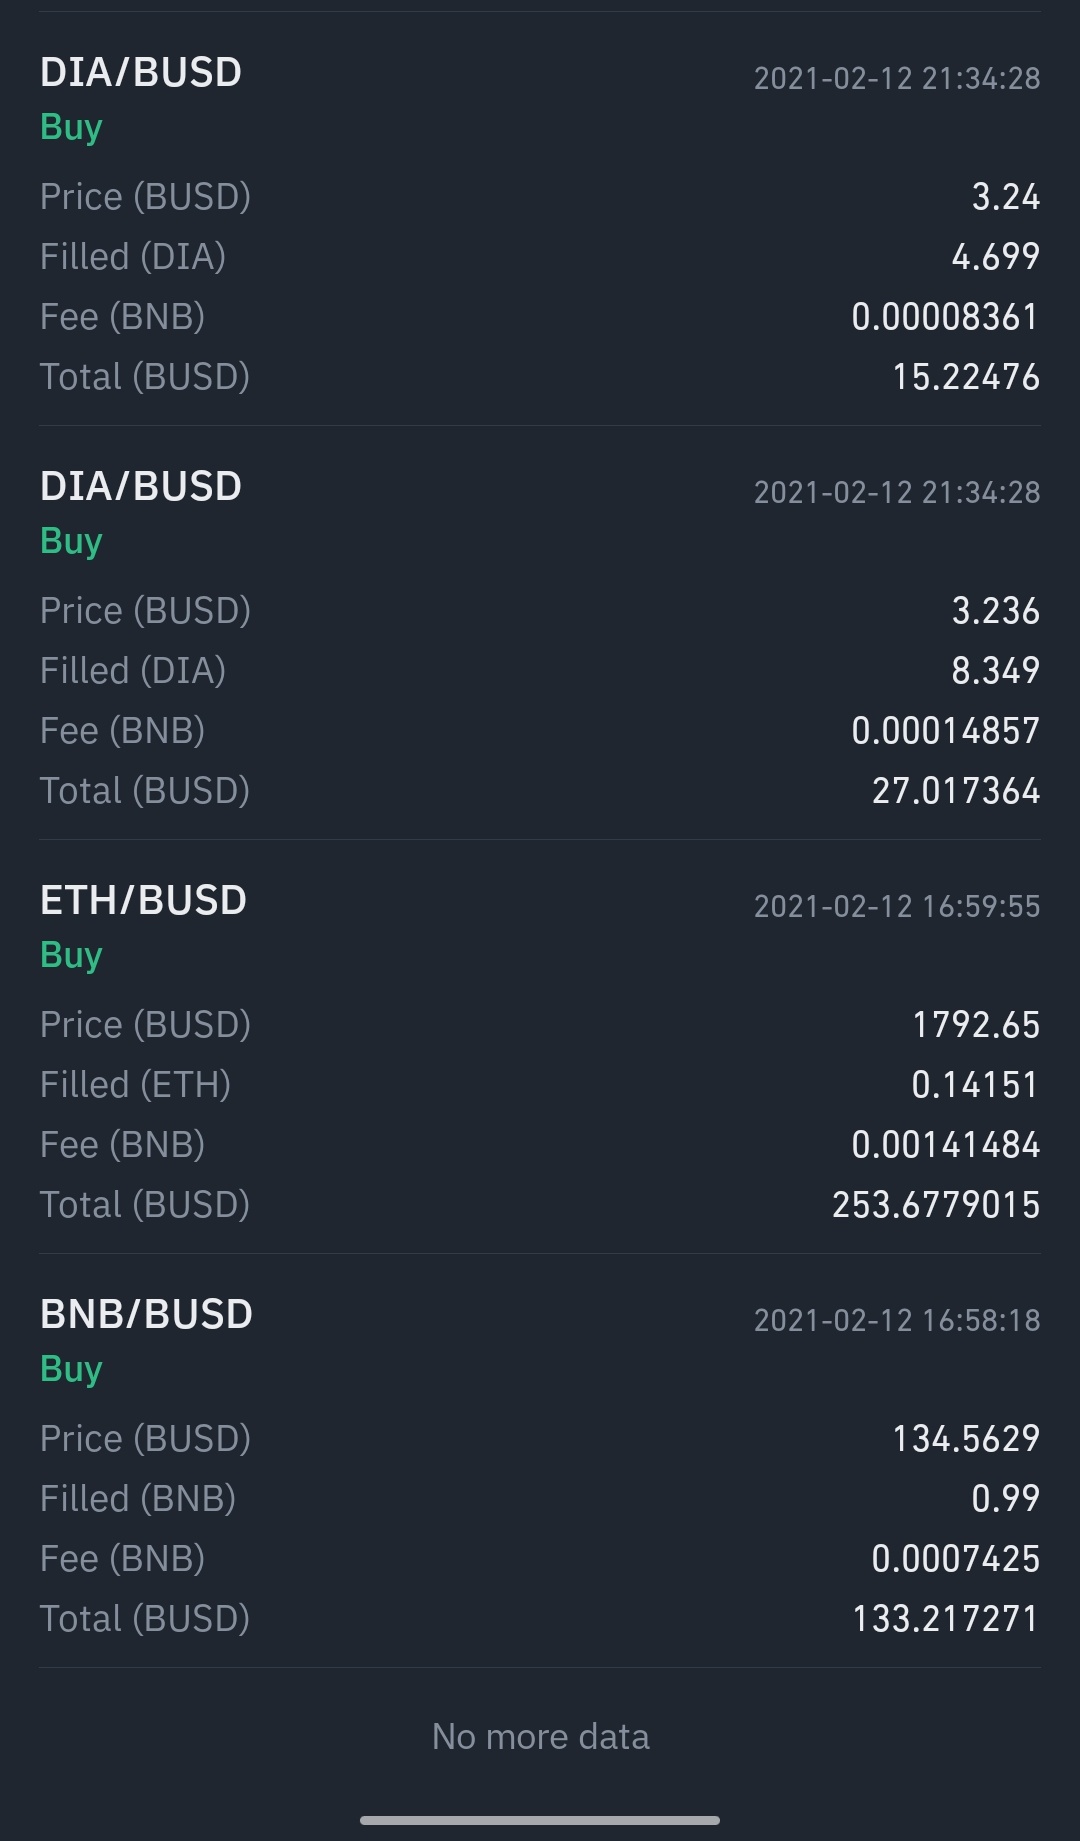 DIA/BUSD 2021-02-12 21:34:28
Buy
Price (BUSD) 3.24
Filled (DIA) 4.699
Fee (BNB) 0.00008361
Total (BUSD) 15.22476
DIA/BUSD 2021-02-12 21:34:28
Buy
Price (BUSD) 3.236
Filled (DIA) 8.349
Fee (BNB) 0.00014857
Total (BUSD) 27.017364
ETH/BUSD 2021-02-12 16:59:55
Buy
Price (BUSD) 1792.65
Filled (ETH) 0.14151
Fee (BNB) 0.00141484
Total (BUSD) 253.6779015
BNB/BUSD 2021-02-12 16:58:18
Buy
Price (BUSD) 134.5629
Filled (BNB) 0.99
Fee (BNB) 0.0007425
Total (BUSD) 133.217271
No more data